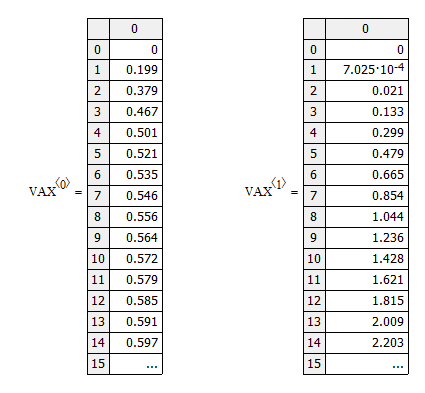 0 0
0 0 0 0
1 0.199 1 7.025·10-4
2 0.379 2 0.021
3 0.467 3 0.133
4 0.501 4 0.299
5 0.521 5 0.479
6 0.535 6 0.665
VAX⟨0⟩ = 7 0.546 VAX⟨1⟩ = 7 0.854
8 0.556 8 1.044
9 0.564 9 1.236
10 0.572 10 1.428
11 0.579 11 1.621
12 0.585 12 1.815
13 0.591 13 2.009
14 0.597 14 2.203
15 ... 15 ...